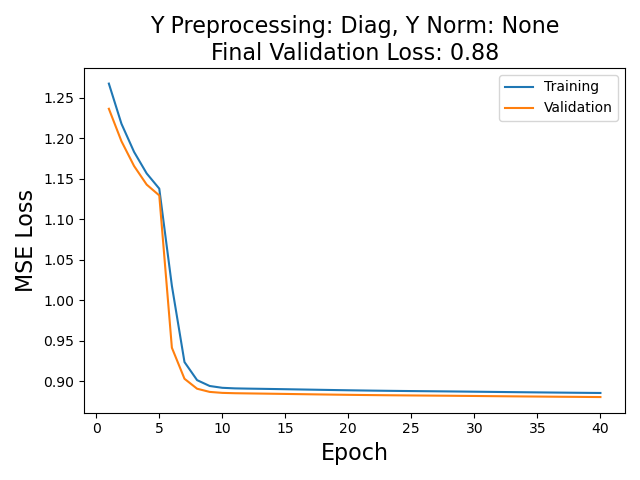 Y Preprocessing: Diag, Y Norm: None
Final Validation Loss: 0.88
Training
Validation
MSE Loss
1.25
1.20
1.15
1.10
1.05
1.00
0.95
0.90
0
5
10
15
20
25
30
35
40
Epoch